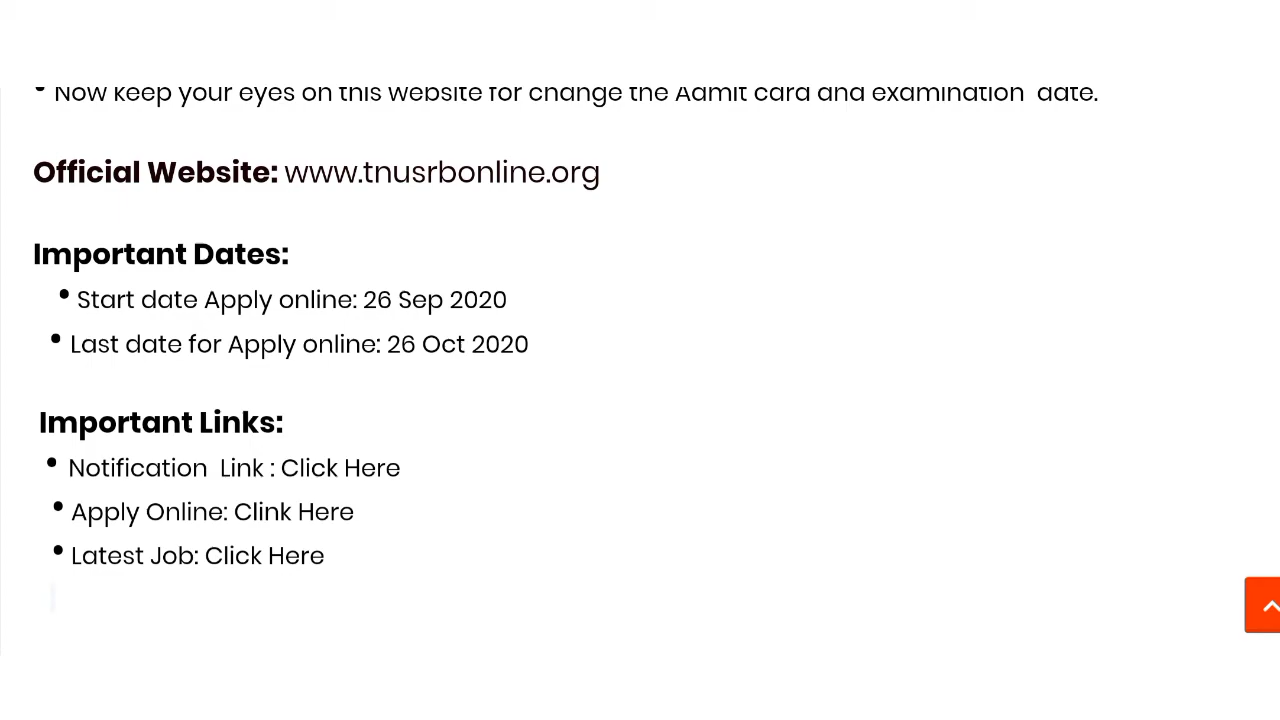 • Now keep your eyes on this website for change the Admit card and examination date.
Official Website: www.tnusrbonline.org
Important Dates:
• Start date Apply online: 26 Sep 2020
• Last date for Apply online: 26 Oct 2020
Important Links:
• Notification Link : Click Here
• Apply Online: Clink Here
• Latest Job: Click Here